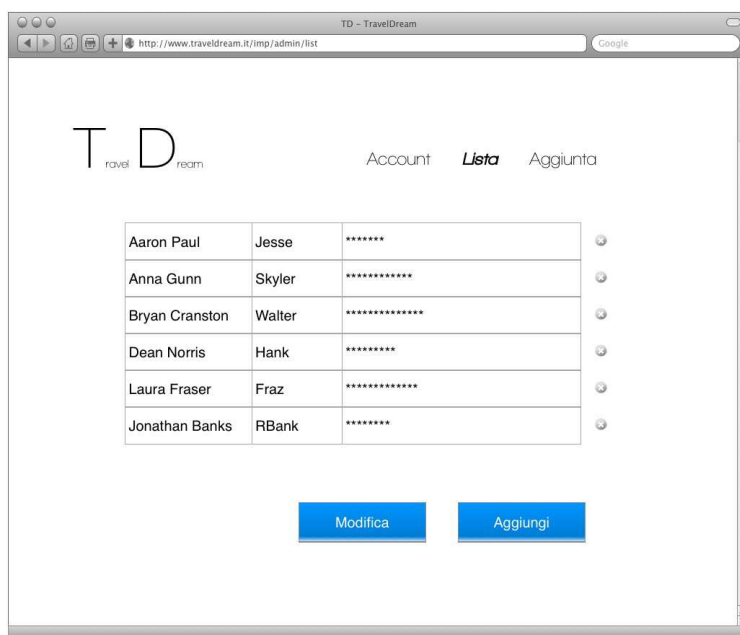 TD – TravelDream
http://www.traveldream.it/imp/admin/list
Google
Travel Dream
Account Lista Aggiunta
Aaron Paul Jesse *******
Anna Gunn Skyler ************
Bryan Cranston Walter **************
Dean Norris Hank *********
Laura Fraser Fraz *************
Jonathan Banks RBank ********
Modifica Aggiungi